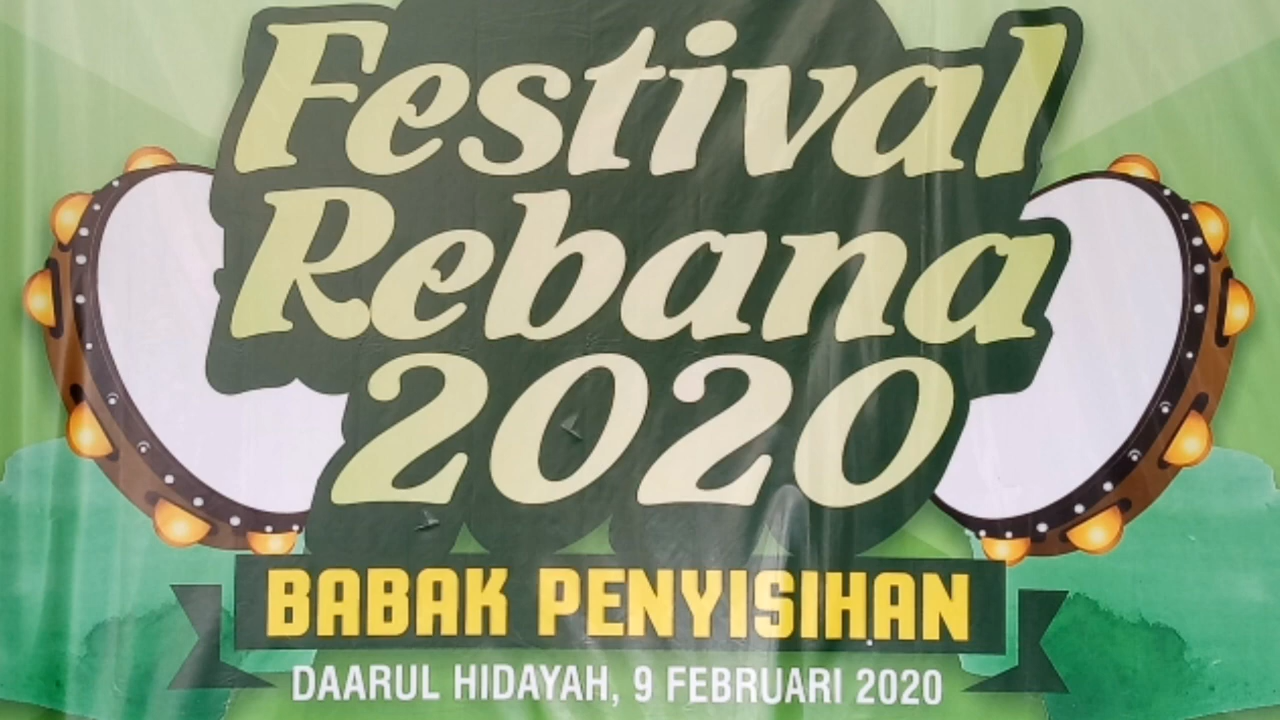 Festival
Rebana
2020
BABAK PENYISIHAN
DAARUL HIDAYAH, 9 FEBRUARI 2020